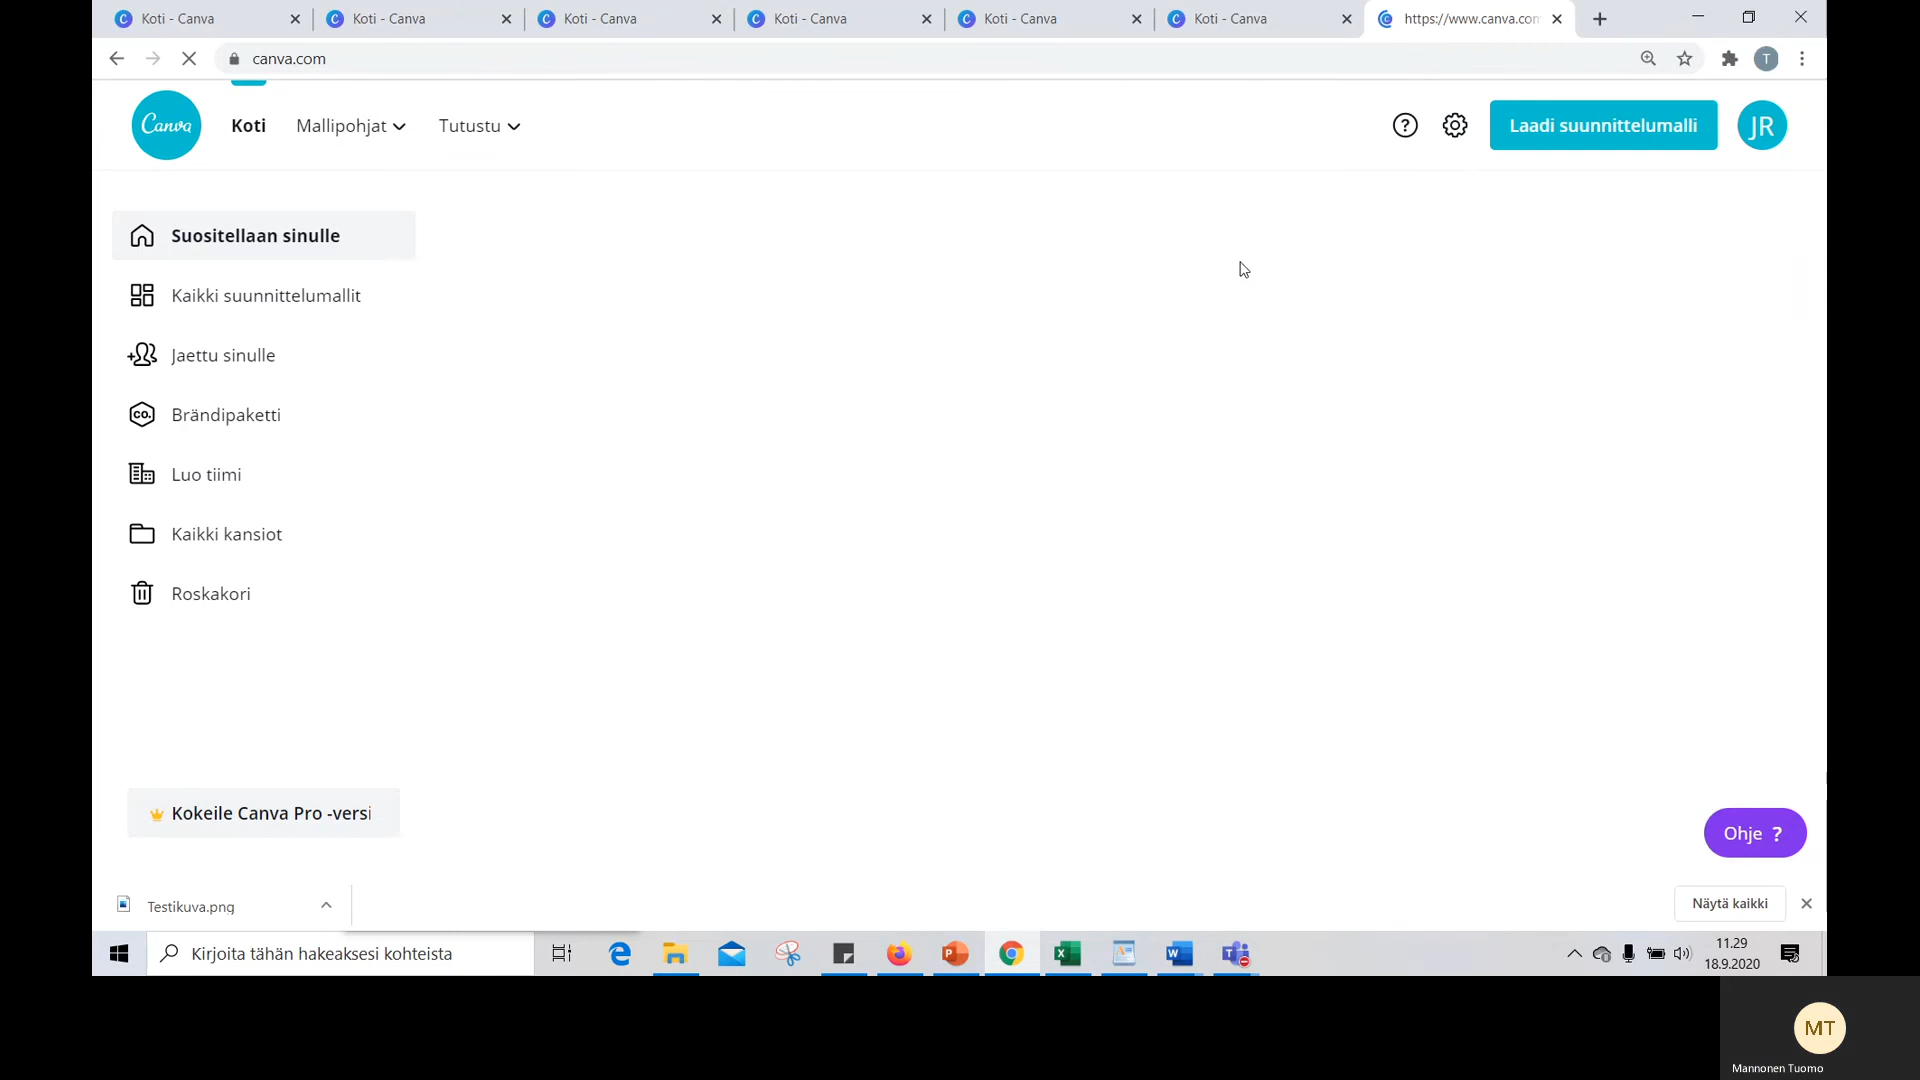 Koti - Canva
Koti - Canva
Koti - Canva
Koti - Canva
Koti - Canva
Koti - Canva
https://www.canva.com
canva.com
T
Canva
Koti
Mallipohjat
Tutustu
Laadi suunnittelumalli
JR
Suositellaan sinulle
Kaikki suunnittelumallit
Jaettu sinulle
CO.
Brändipaketti
Luo tiimi
Kaikki kansiot
Roskakori
Kokeile Canva Pro -versi
Ohje ?
Testikuva.png
Näytä kaikki
Kirjoita tähän hakeaksesi kohteista
11.29
18.9.2020
MT
Mannonen Tuomo